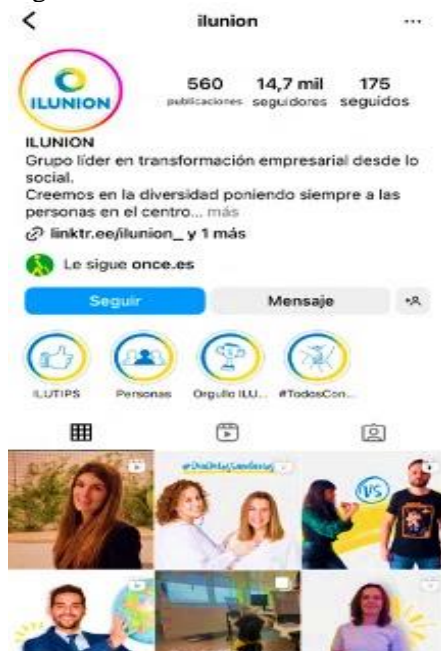 ilunion
ILUNION
560 14,7 mil 175
publicaciones seguidores seguidos
ILUNION
Grupo líder en transformación empresarial desde lo
social.
Creemos en la diversidad poniendo siempre a las
personas en el centro... más
linktr.ee/ilunion_ y 1 más
Le sigue once.es
Seguir Mensaje
ILUTIPS Personas Orgullo ILU... #TodosCon...
VS